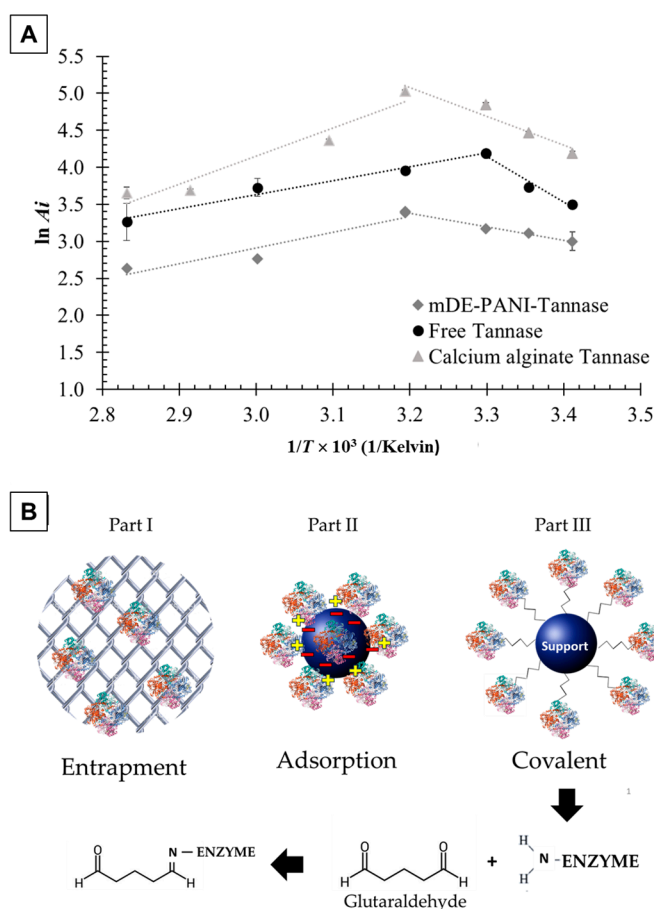 A
ln Ai
5.5
5.0
4.5
4.0
3.5
3.0
2.5
2.0
1.5
1.0
2.8 2.9 3.0 3.1 3.2 3.3 3.4 3.5
1/T × 10³ (1/Kelvin)
mDE-PANI-Tannase
Free Tannase
Calcium alginate Tannase
B
Part I Part II Part III
Support
Entrapment Adsorption Covalent
1
O N – ENZYME O O H
H H H H + N - ENZYME
H
Glutaraldehyde